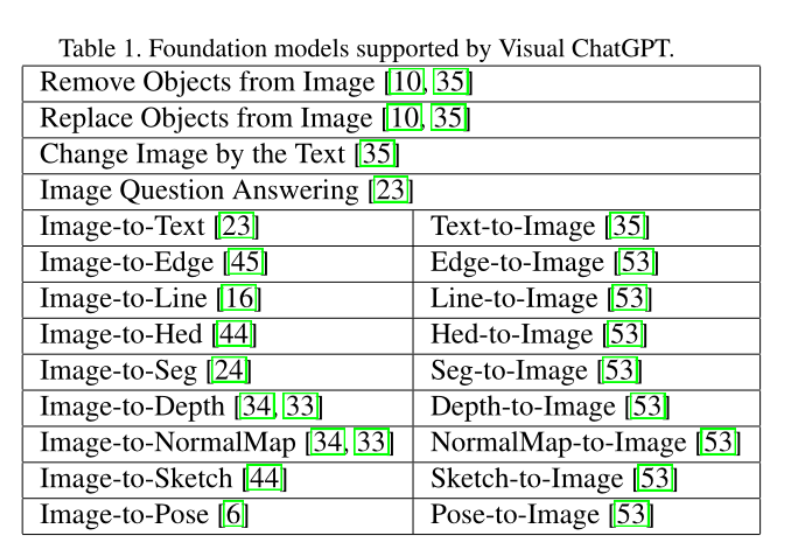 Table 1. Foundation models supported by Visual ChatGPT.
Remove Objects from Image [10, 35]
Replace Objects from Image [10, 35]
Change Image by the Text [35]
Image Question Answering [23]
Image-to-Text [23] Text-to-Image [35]
Image-to-Edge [45] Edge-to-Image [53]
Image-to-Line [16] Line-to-Image [53]
Image-to-Hed [44] Hed-to-Image [53]
Image-to-Seg [24] Seg-to-Image [53]
Image-to-Depth [34, 33] Depth-to-Image [53]
Image-to-NormalMap [34, 33] NormalMap-to-Image [53]
Image-to-Sketch [44] Sketch-to-Image [53]
Image-to-Pose [6] Pose-to-Image [53]